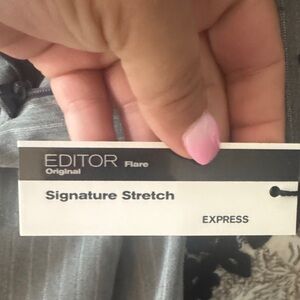 EDITOR Flare
Original
Signature Stretch
EXPRESS